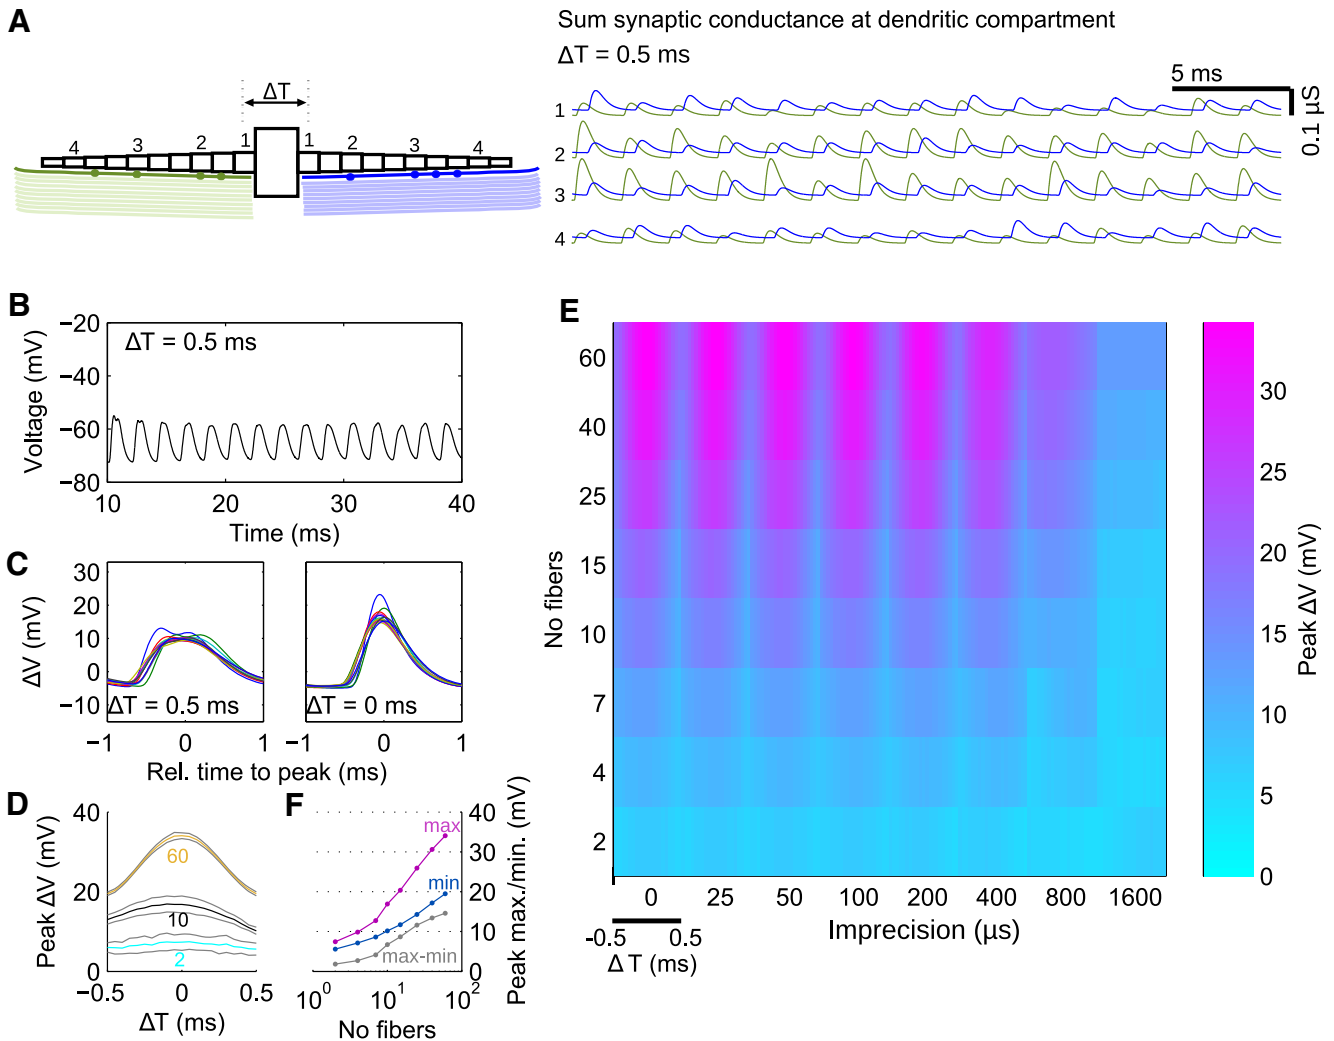 A
Sum synaptic conductance at dendritic compartment
ΔT = 0.5 ms
5 ms
0.1 µS
ΔT
4 3 2 1 1 2 3 4
1
2
3
4
B
ΔT = 0.5 ms
Voltage (mV)
−20
−40
−60
−80
10 20 30 40
Time (ms)
C
ΔV (mV)
30
20
10
0
−10
ΔT = 0.5 ms
ΔT = 0 ms
−1 0 1 −1 0 1
Rel. time to peak (ms)
D
Peak ΔV (mV)
40
20
0
60
10
2
−0.5 0 0.5
ΔT (ms)
F
max
min
max-min
40
30
20
10
0
Peak max./min. (mV)
10⁰ 10¹ 10²
No fibers
E
No fibers
60
40
25
15
10
7
4
2
0 25 50 100 200 400 800 1600
Imprecision (µs)
-0.5 0.5
Δ T (ms)
30
25
20
15
10
5
0
Peak ΔV (mV)